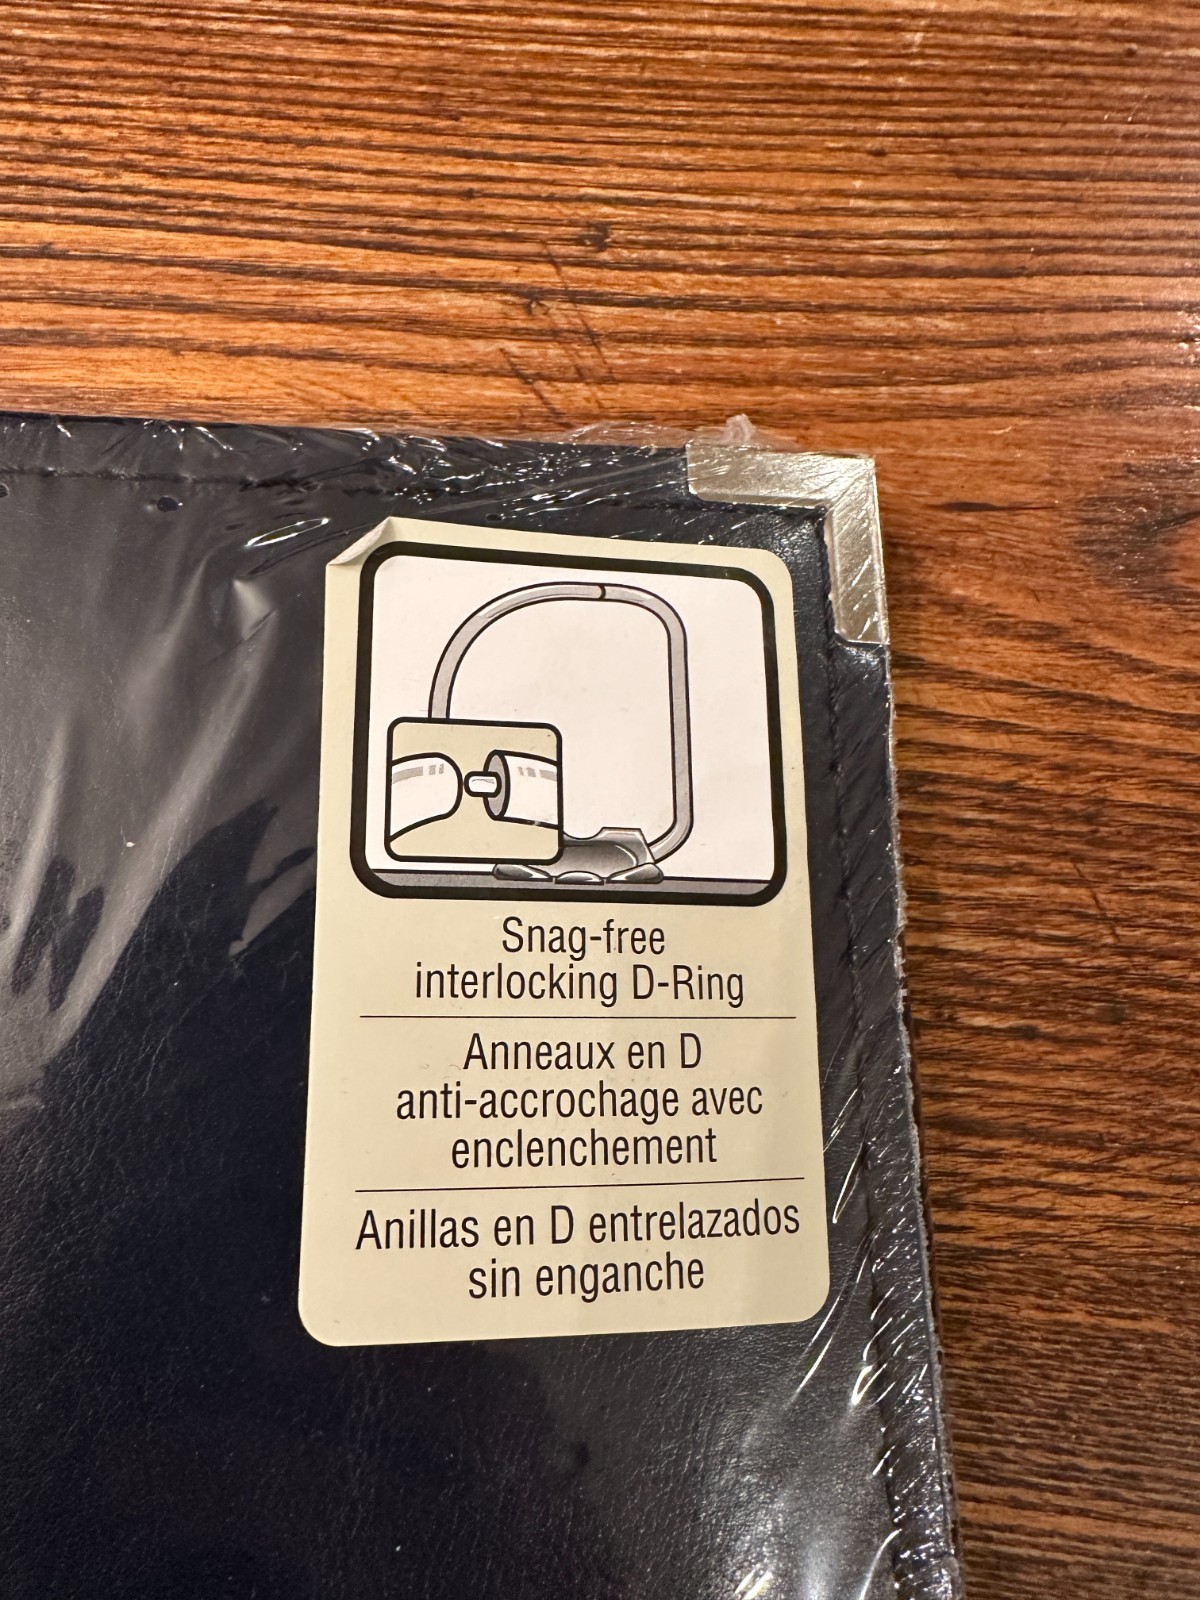 Snag-free
interlocking D-Ring
Anneaux en D
anti-accrochage avec
enclenchement
Anillas en D entrelazados
sin enganche